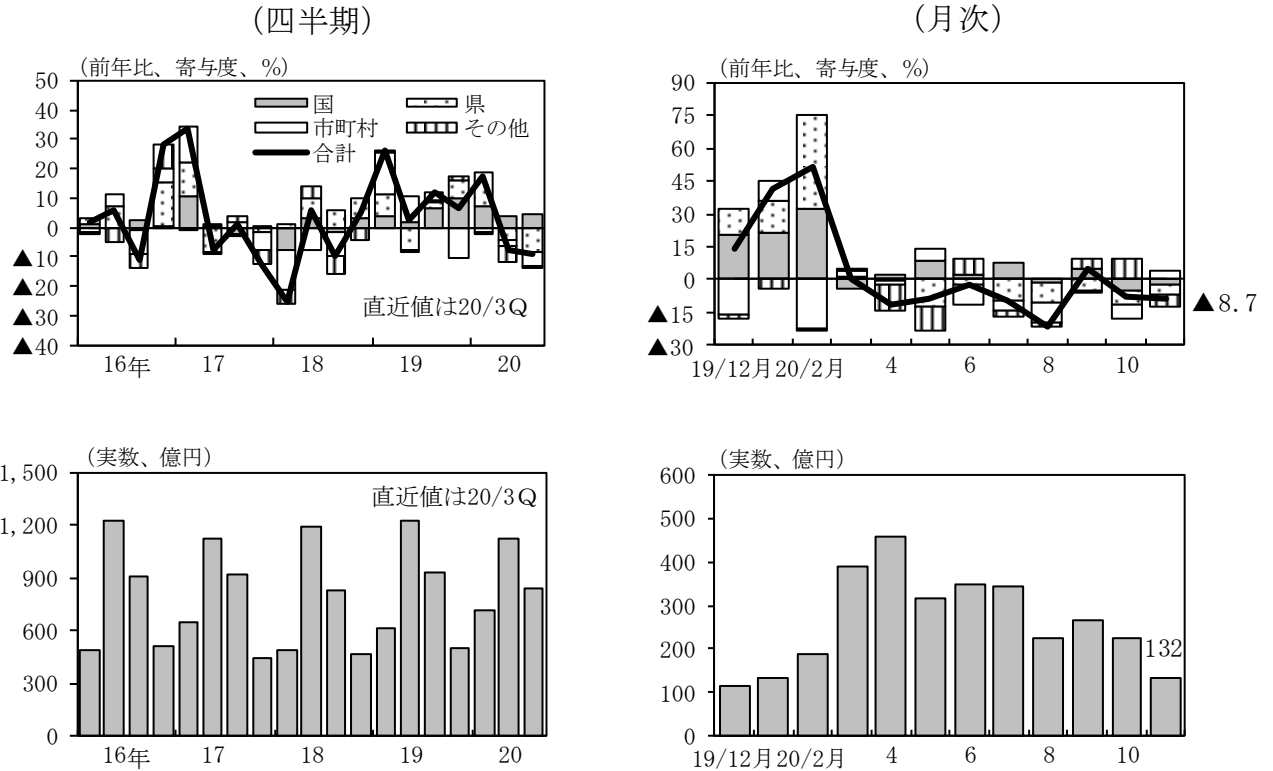 (四半期)
(前年比、寄与度、%)
50
40
30
20
10
0
▲10
▲20
▲30
▲40
国
県
市町村
その他
合計
直近値は20/3Q
16年 17 18 19 20
(月次)
(前年比、寄与度、%)
90
75
60
45
30
15
0
▲15
▲30
▲8.7
19/12月 20/2月 4 6 8 10
(実数、億円)
1,500
1,200
900
600
300
0
直近値は20/3Q
16年 17 18 19 20
(実数、億円)
600
500
400
300
200
100
0
132
19/12月 20/2月 4 6 8 10